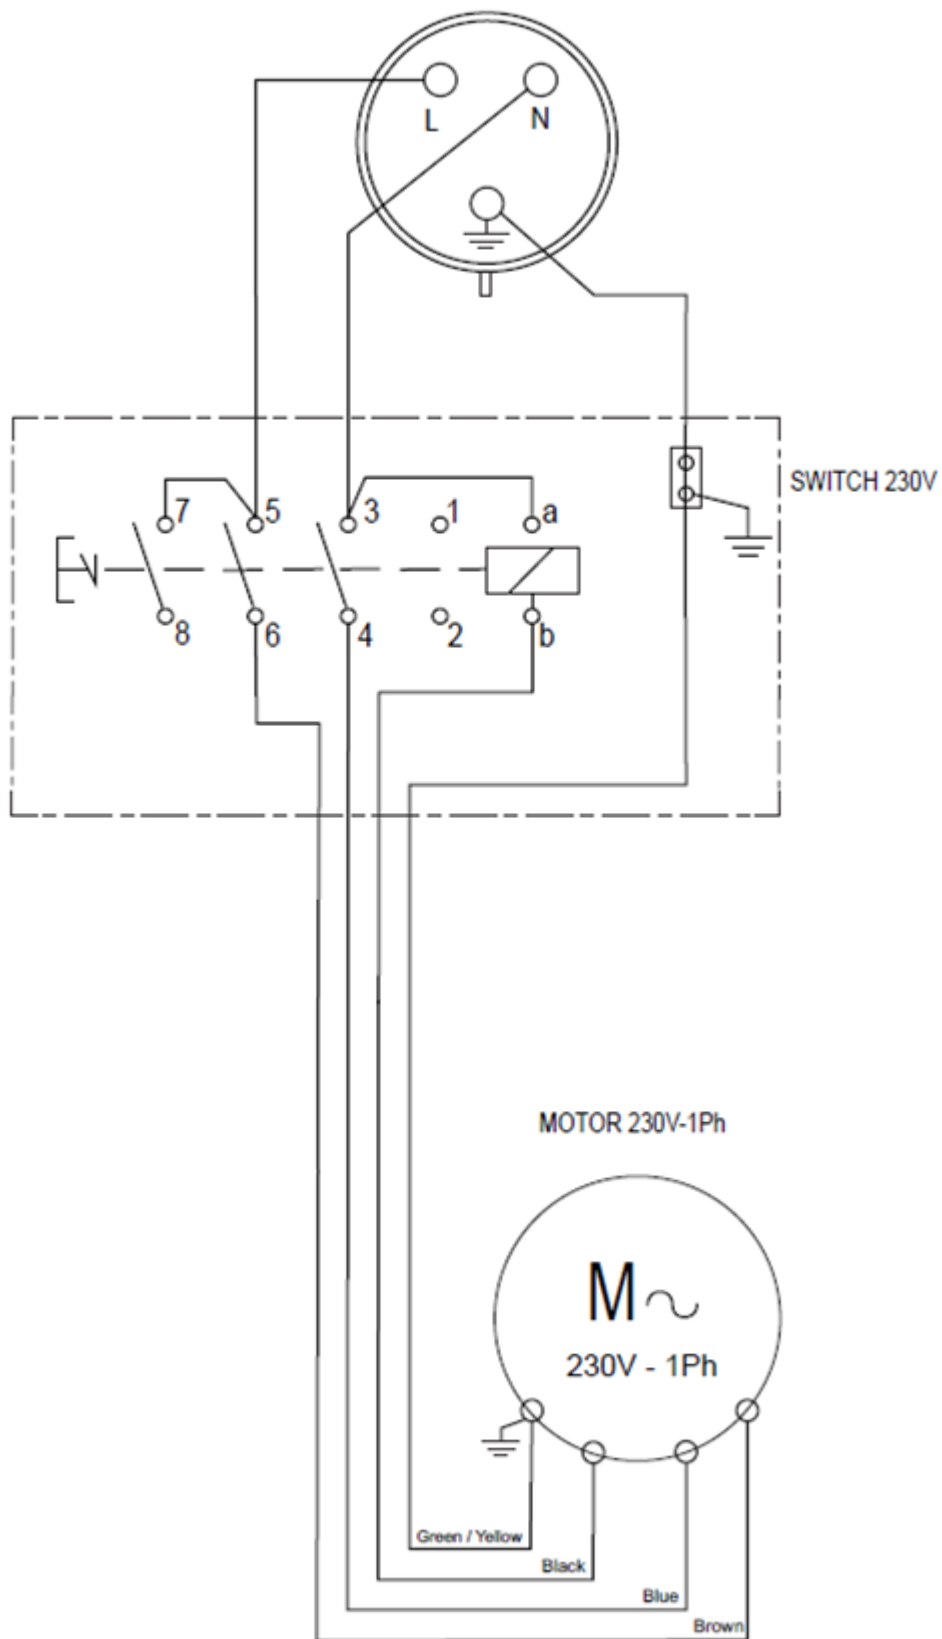 L N
SWITCH 230V
7 5 3 1 a
8 6 4 2 b
MOTOR 230V-1Ph
M
230V - 1Ph
Green / Yellow
Black
Blue
Brown